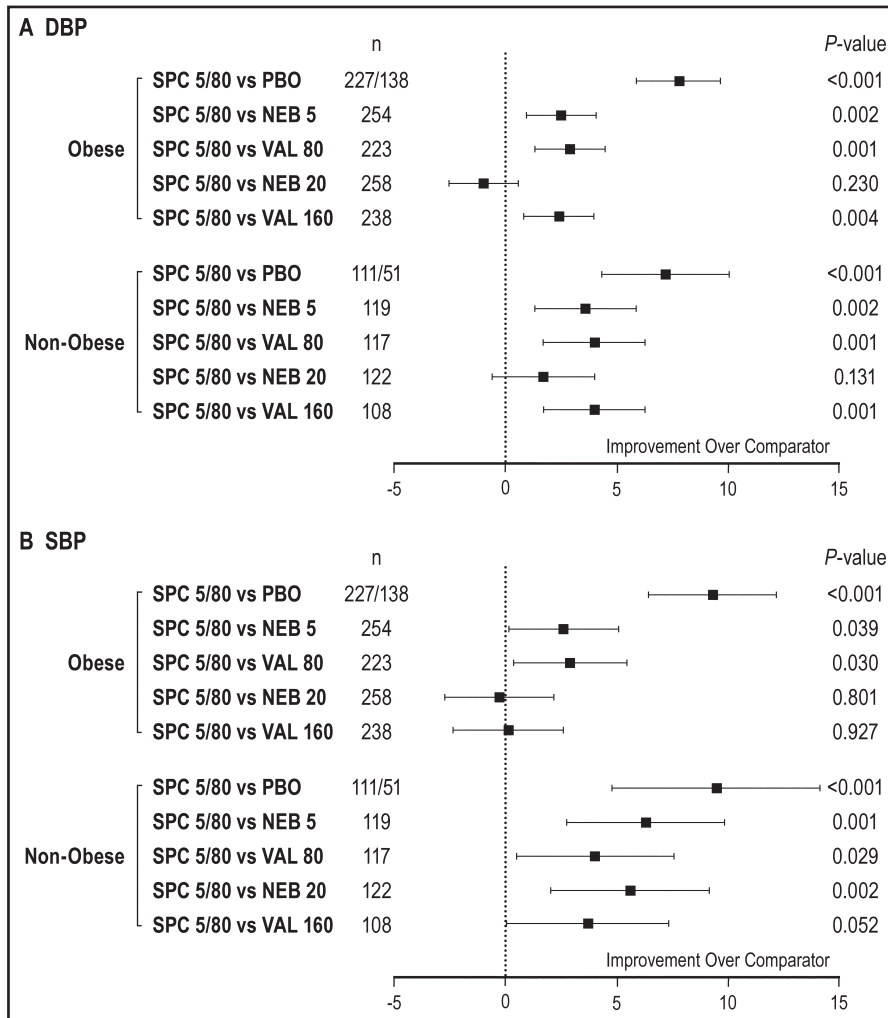 A DBP
n P-value
SPC 5/80 vs PBO 227/138 <0.001
SPC 5/80 vs NEB 5 254 0.002
Obese SPC 5/80 vs VAL 80 223 0.001
SPC 5/80 vs NEB 20 258 0.230
SPC 5/80 vs VAL 160 238 0.004
SPC 5/80 vs PBO 111/51 <0.001
SPC 5/80 vs NEB 5 119 0.002
Non-Obese SPC 5/80 vs VAL 80 117 0.001
SPC 5/80 vs NEB 20 122 0.131
SPC 5/80 vs VAL 160 108 0.001
Improvement Over Comparator
-5 0 5 10 15
B SBP
n P-value
SPC 5/80 vs PBO 227/138 <0.001
SPC 5/80 vs NEB 5 254 0.039
Obese SPC 5/80 vs VAL 80 223 0.030
SPC 5/80 vs NEB 20 258 0.801
SPC 5/80 vs VAL 160 238 0.927
SPC 5/80 vs PBO 111/51 <0.001
SPC 5/80 vs NEB 5 119 0.001
Non-Obese SPC 5/80 vs VAL 80 117 0.029
SPC 5/80 vs NEB 20 122 0.002
SPC 5/80 vs VAL 160 108 0.052
Improvement Over Comparator
-5 0 5 10 15